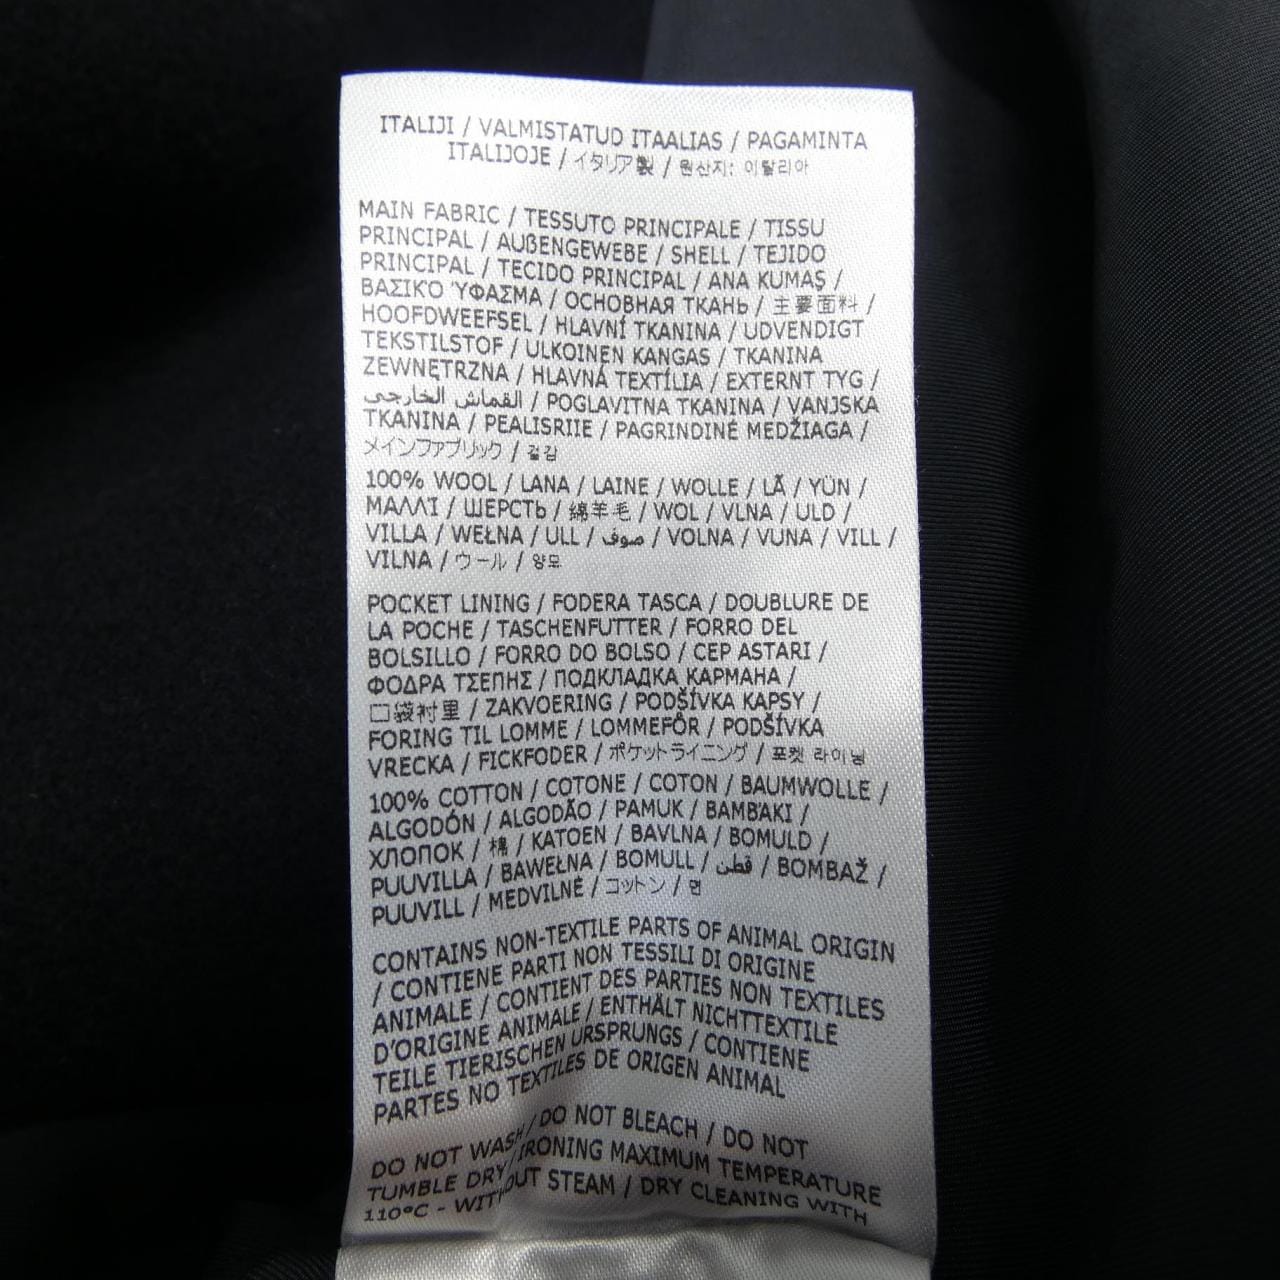 ITALIJI / VALMISTATUD ITAALIAS / PAGAMINTA
ITALIJOJE / イタリア製 / 원산지: 이탈리아
MAIN FABRIC / TESSUTO PRINCIPALE / TISSU
PRINCIPAL / AUßENGEWEBE / SHELL / TEJIDO
PRINCIPAL / TECIDO PRINCIPAL / ANA KUMAŞ /
ΒΑΣΙΚΌ ΎΦΑΣΜΑ / ОСНОВНАЯ ТКАНЬ / 主要面料 /
HOOFDWEEFSEL / HLAVNÍ TKANINA / UDVENDIGT
TEKSTILSTOF / ULKOINEN KANGAS / TKANINA
ZEWNĘTRZNA / HLAVNÁ TEXTÍLIA / EXTERNT TYG /
القماش الخارجي / POGLAVITNA TKANINA / VANJSKA
TKANINA / PEALISRIIE / PAGRINDINĖ MEDŽIAGA /
メインファブリック / 겉감
100% WOOL / LANA / LAINE / WOLLE / LÃ / YÜN /
ΜΑΛΛΊ / ШЕРСТЬ / 綿羊毛 / WOL / VLNA / ULD /
VILLA / WEŁNA / ULL / صوف / VOLNA / VUNA / VILL /
VILNA / ウール / 양모
POCKET LINING / FODERA TASCA / DOUBLURE DE
LA POCHE / TASCHENFUTTER / FORRO DEL
BOLSILLO / FORRO DO BOLSO / CEP ASTARI /
ΦΟΔΡΑ ΤΣΕΠΗΣ / ПОДКЛАДКА КАРМАНА /
口袋衬里 / ZAKVOERING / PODŠÍVKA KAPSY /
FORING TIL LOMME / LOMMEFÔR / PODŠÍVKA
VRECKA / FICKFODER / ポケットライニング / 포켓 라이닝
100% COTTON / COTONE / COTON / BAUMWOLLE /
ALGODÓN / ALGODÃO / PAMUK / ΒΑΜΒΆΚΙ /
ХЛОПОК / 棉 / KATOEN / BAVLNA / BOMULD /
PUUVILLA / BAWEŁNA / BOMULL / قطن / BOMBAŽ /
PUUVILL / MEDVILNĖ / コットン / 면
CONTAINS NON-TEXTILE PARTS OF ANIMAL ORIGIN
/ CONTIENE PARTI NON TESSILI DI ORIGINE
ANIMALE / CONTIENT DES PARTIES NON TEXTILES
D'ORIGINE ANIMALE / ENTHÄLT NICHTTEXTILE
TEILE TIERISCHEN URSPRUNGS / CONTIENE
PARTES NO TEXTILES DE ORIGEN ANIMAL
DO NOT WASH / DO NOT BLEACH / DO NOT
TUMBLE DRY / IRONING MAXIMUM TEMPERATURE
110°C - WITHOUT STEAM / DRY CLEANING WITH